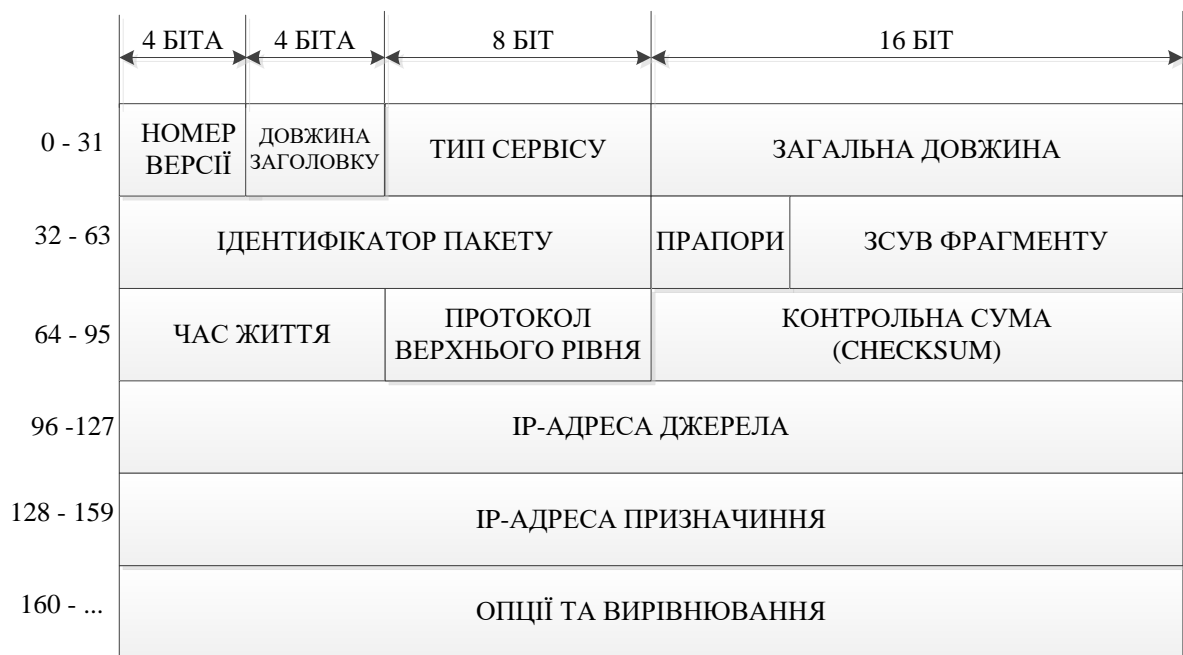 4 БІТА 4 БІТА 8 БІТ 16 БІТ
0 - 31
НОМЕР
ВЕРСІЇ
ДОВЖИНА
ЗАГОЛОВКУ
ТИП СЕРВІСУ
ЗАГАЛЬНА ДОВЖИНА
32 - 63
ІДЕНТИФІКАТОР ПАКЕТУ
ПРАПОРИ
ЗСУВ ФРАГМЕНТУ
64 - 95
ЧАС ЖИТТЯ
ПРОТОКОЛ
ВЕРХНЬОГО РІВНЯ
КОНТРОЛЬНА СУМА
(CHECKSUM)
96 -127
ІР-АДРЕСА ДЖЕРЕЛА
128 - 159
ІР-АДРЕСА ПРИЗНАЧИННЯ
160 - ...
ОПЦІЇ ТА ВИРІВНЮВАННЯ